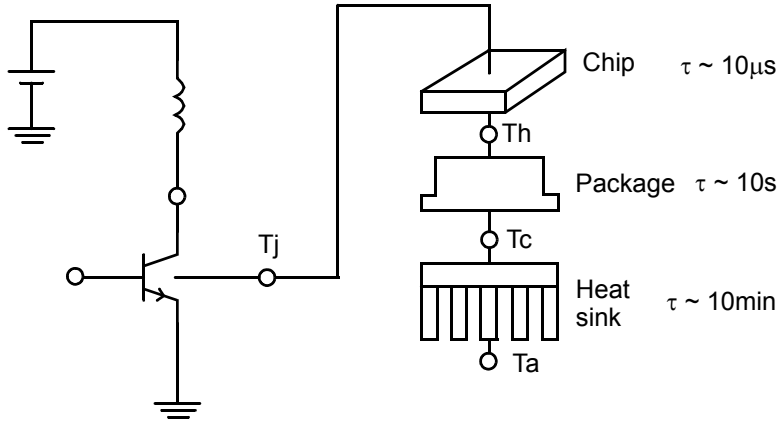 Chip τ ~ 10μs
Th
Package τ ~ 10s
Tj
Tc
Heat
sink
τ ~ 10min
Ta